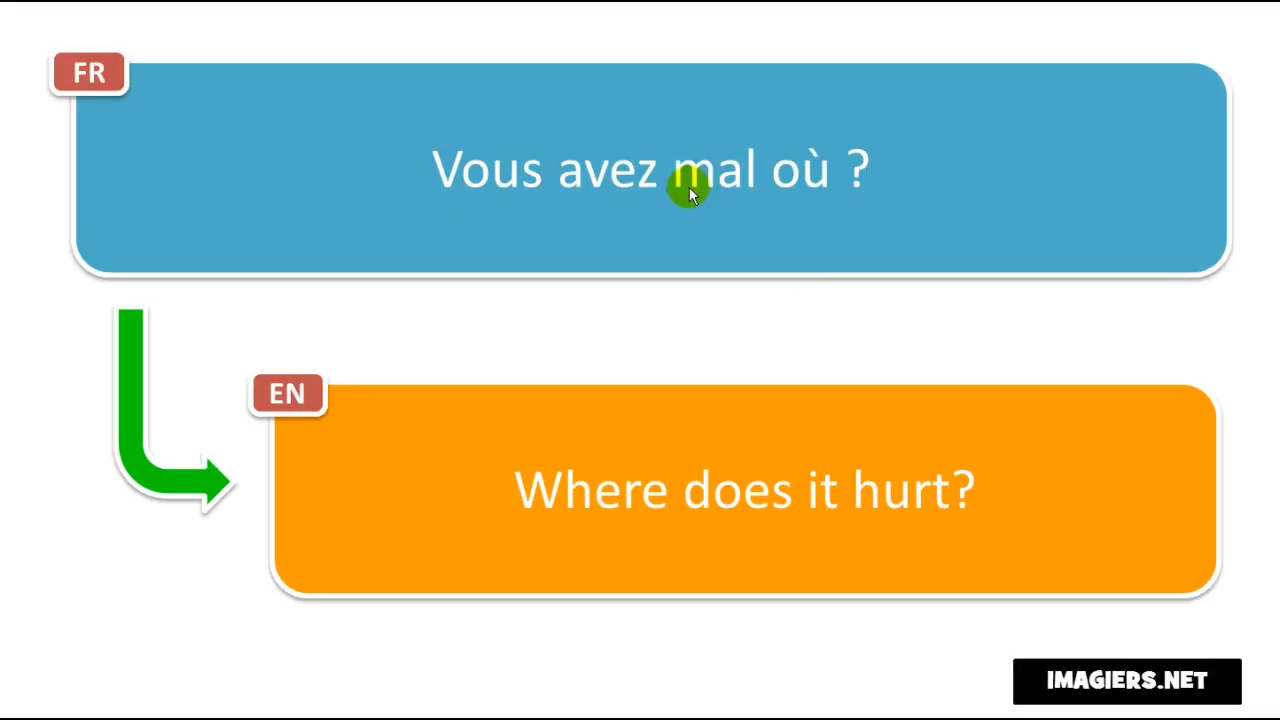 FR
Vous avez mal où ?
EN
Where does it hurt?
IMAGIERS.NET